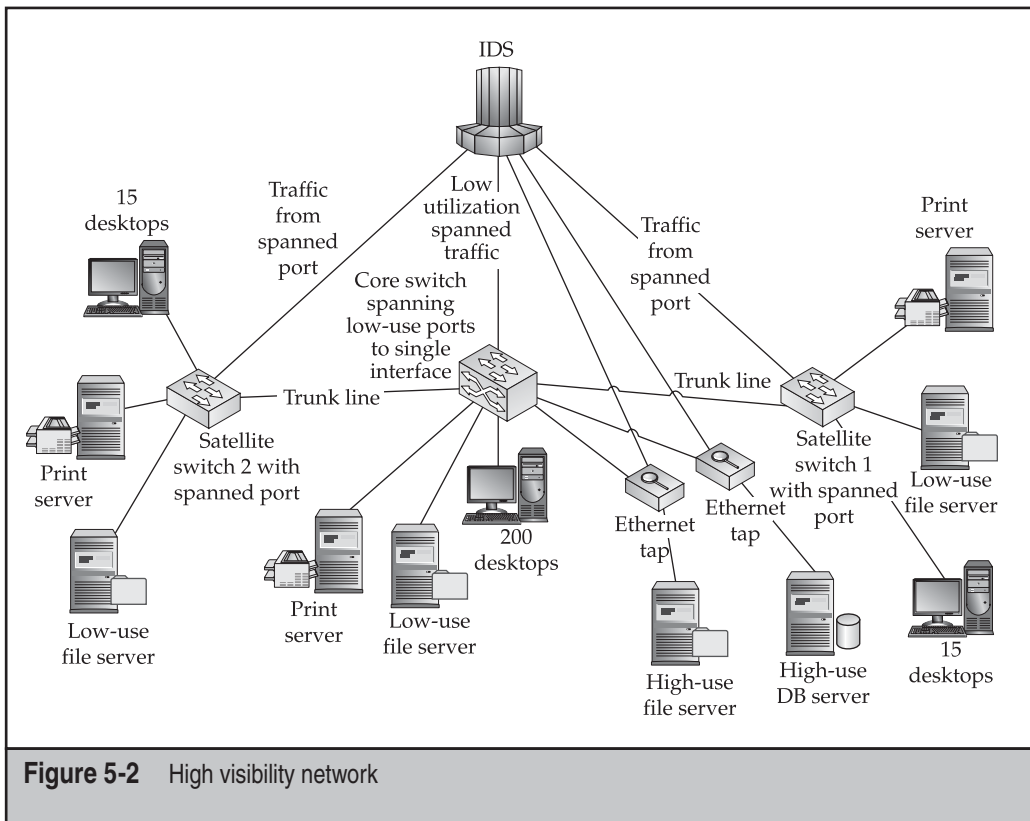 IDS
15
desktops
Traffic
from
spanned
port
Low
utilization
spanned
traffic
Traffic
from
spanned
port
Print
server
Core switch
spanning
low-use ports
to single
interface
Trunk line
Trunk line
Print
server
Satellite
switch 2 with
spanned port
Satellite
switch 1
with spanned
port
Low-use
file server
Ethernet
tap
Ethernet
tap
200
desktops
Low-use
file server
Print
server
Low-use
file server
High-use
file server
High-use
DB server
15
desktops
Figure 5-2 High visibility network